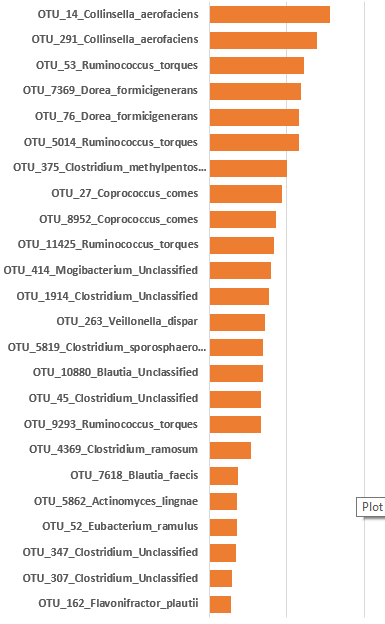 OTU_14_Collinsella_aerofaciens
OTU_291_Collinsella_aerofaciens
OTU_53_Ruminococcus_torques
OTU_7369_Dorea_formicigenerans
OTU_76_Dorea_formicigenerans
OTU_5014_Ruminococcus_torques
OTU_375_Clostridium_methylpentos...
OTU_27_Coprococcus_comes
OTU_8952_Coprococcus_comes
OTU_11425_Ruminococcus_torques
OTU_414_Mogibacterium_Unclassified
OTU_1914_Clostridium_Unclassified
OTU_263_Veillonella_dispar
OTU_5819_Clostridium_sporosphaero...
OTU_10880_Blautia_Unclassified
OTU_45_Clostridium_Unclassified
OTU_9293_Ruminococcus_torques
OTU_4369_Clostridium_ramosum
OTU_7618_Blautia_faecis
OTU_5862_Actinomyces_lingnae
Plot
OTU_52_Eubacterium_ramulus
OTU_347_Clostridium_Unclassified
OTU_307_Clostridium_Unclassified
OTU_162_Flavonifractor_plautii